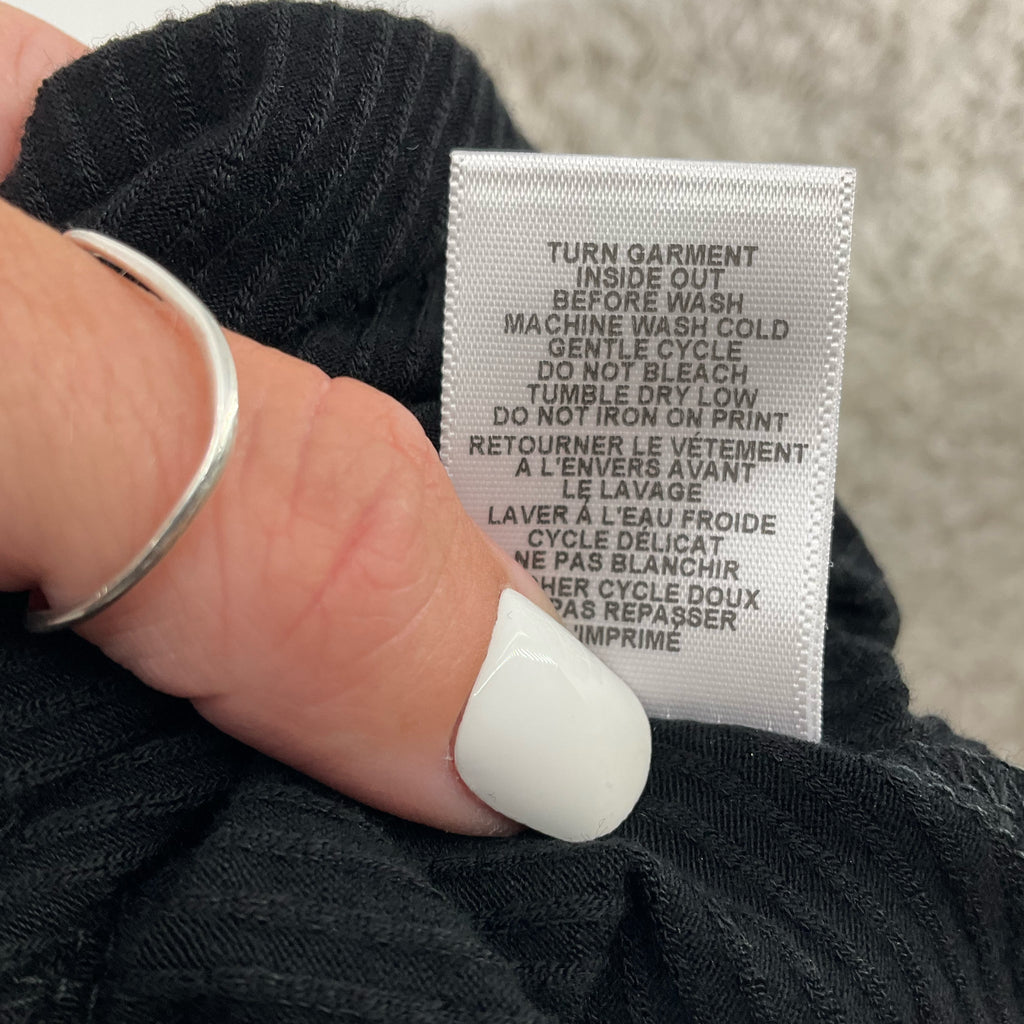 TURN GARMENT
INSIDE OUT
BEFORE WASH
MACHINE WASH COLD
GENTLE CYCLE
DO NOT BLEACH
TUMBLE DRY LOW
DO NOT IRON ON PRINT
RETOURNER LE VÉTEMENT
À L'ENVERS AVANT
LE LAVAGE
LAVER À L'EAU FROIDE
CYCLE DÉLICAT
NE PAS BLANCHIR
CYCLE DOUX
PAS REPASSER
'IMPRIMÉ